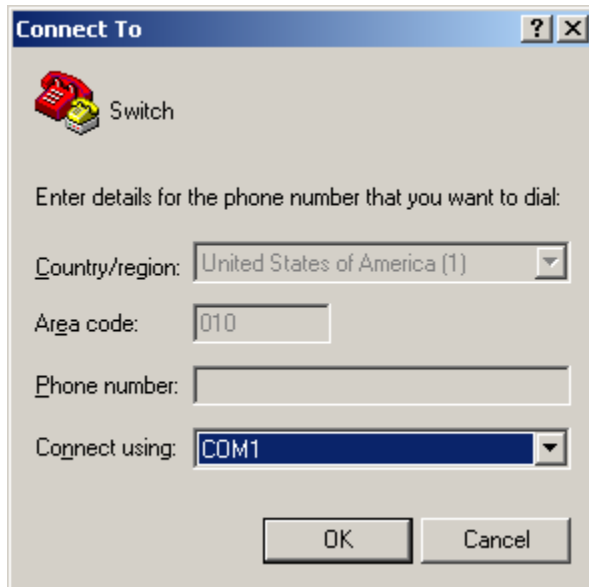 Connect To
Switch
Enter details for the phone number that you want to dial:
Country/region: United States of America (1)
Area code: 010
Phone number:
Connect using: COM1
OK Cancel